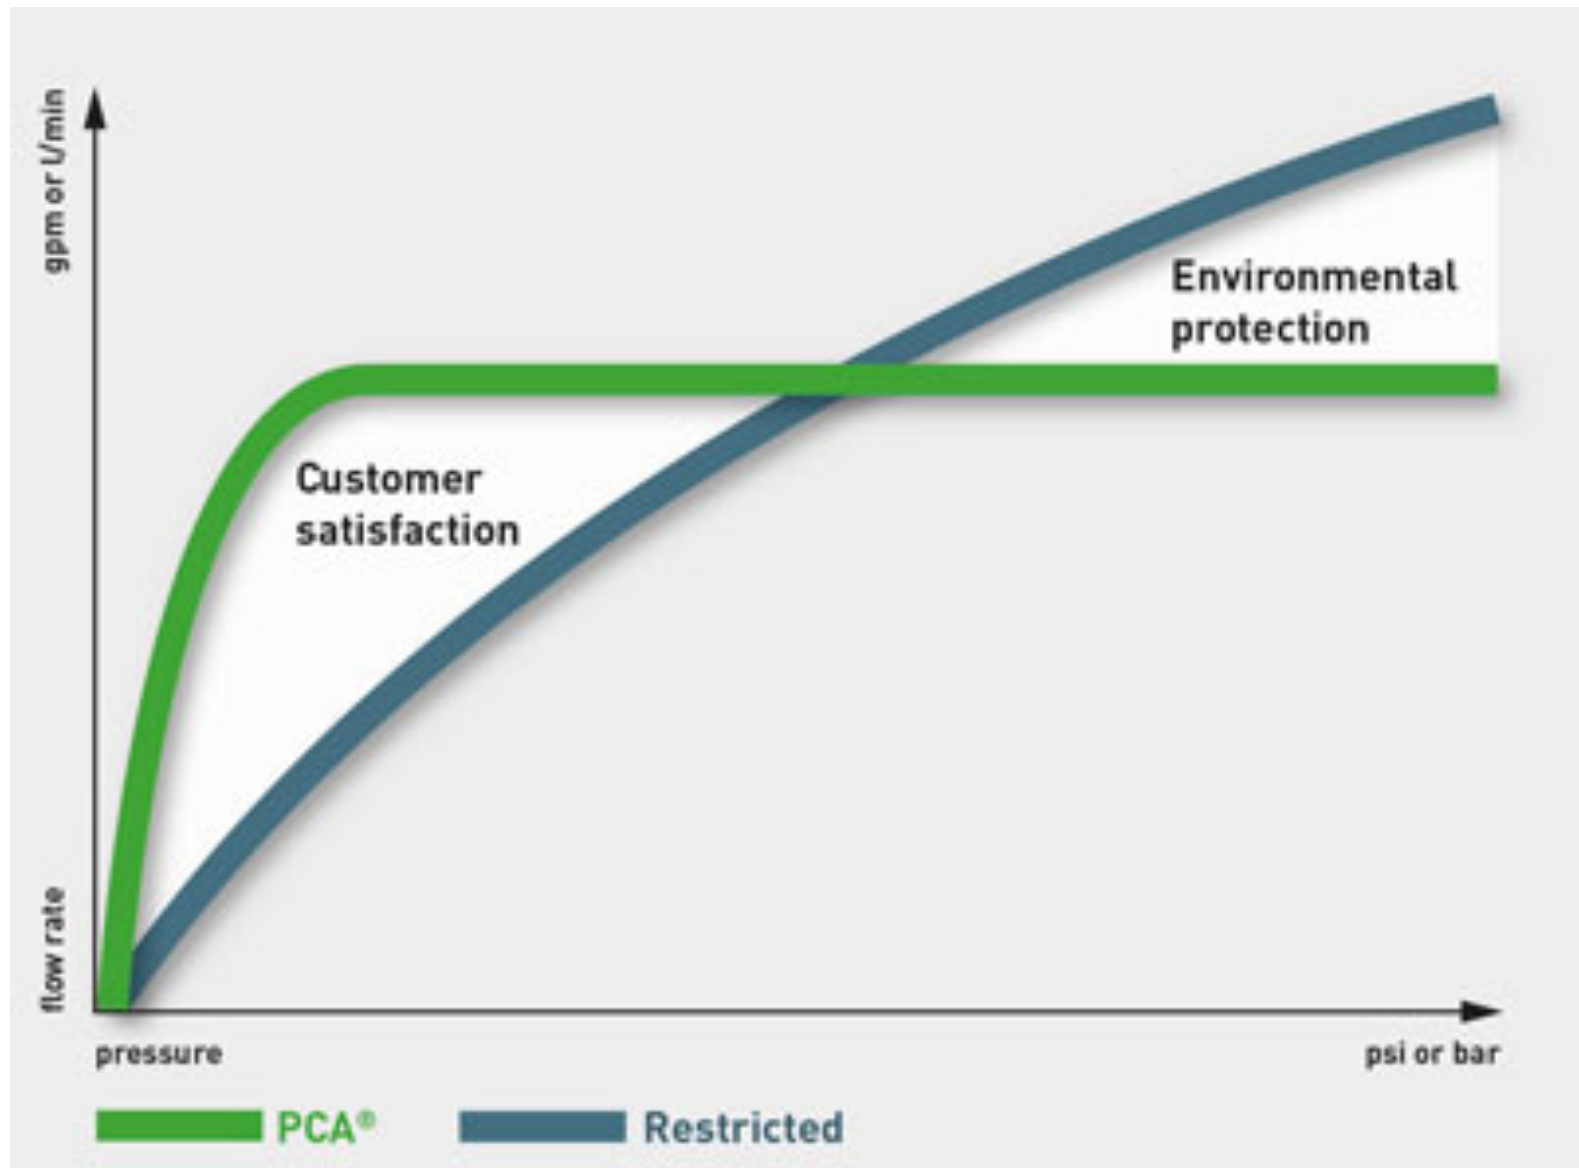 gpm or l/min
Environmental
protection
Customer
satisfaction
flow rate
pressure
psi or bar
PCA®
Restricted